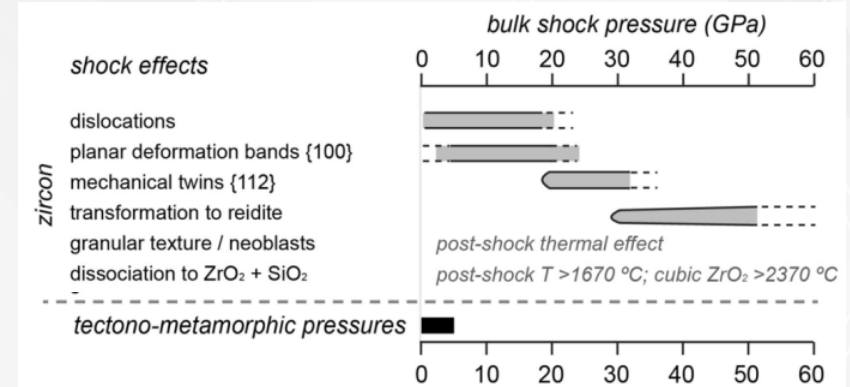 bulk shock pressure (GPa)
shock effects
0 10 20 30 40 50 60
zircon
dislocations
planar deformation bands {100}
mechanical twins {112}
transformation to reidite
granular texture / neoblasts post-shock thermal effect
dissociation to ZrO₂ + SiO₂ post-shock T >1670 ºC; cubic ZrO₂ >2370 ºC
tectono-metamorphic pressures
0 10 20 30 40 50 60